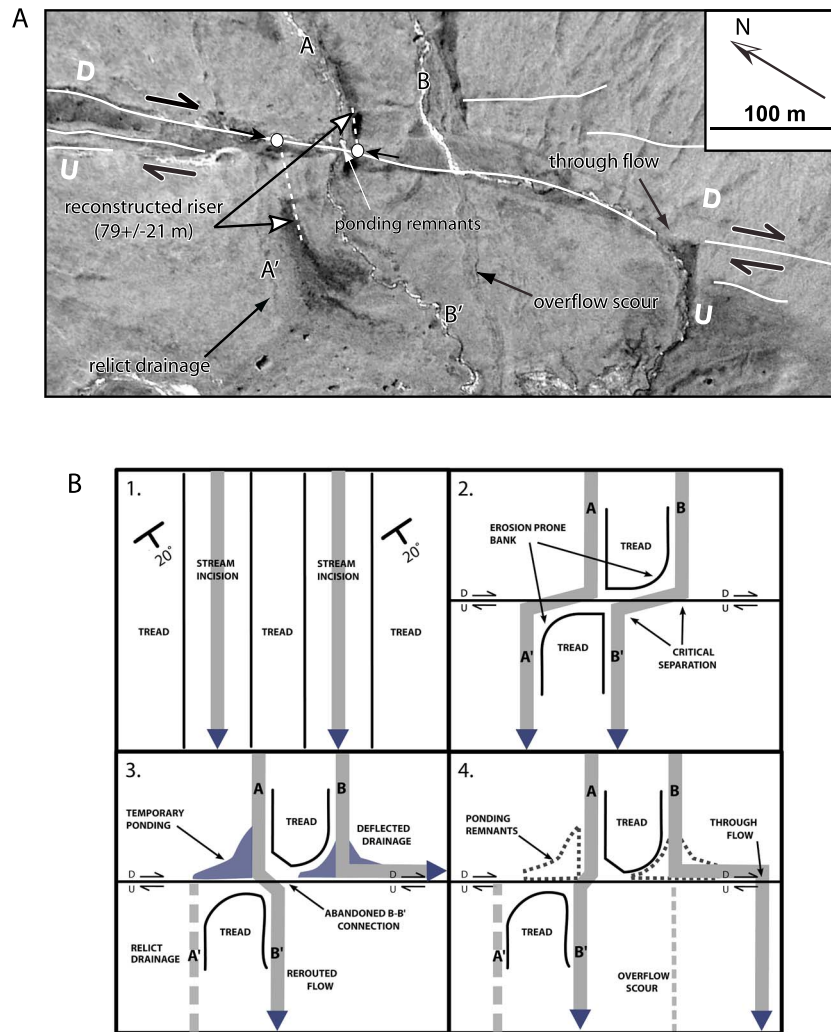 A
N
100 m
A
B
D
U
through flow
D
reconstructed riser
(79+/-21 m)
ponding remnants
A'
B'
overflow scour
U
relict drainage
B
1.
20°
20°
STREAM
INCISION
STREAM
INCISION
TREAD
TREAD
TREAD
2.
A
B
EROSION PRONE
BANK
TREAD
D
U
D
U
A'
TREAD
B'
CRITICAL
SEPARATION
3.
A
B
TEMPORARY
PONDING
TREAD
DEFLECTED
DRAINAGE
D
U
D
U
ABANDONED B-B'
CONNECTION
RELICT
DRAINAGE
A'
TREAD
B'
REROUTED
FLOW
4.
A
B
PONDING
REMNANTS
TREAD
THROUGH
FLOW
D
U
D
U
A'
TREAD
B'
OVERFLOW
SCOUR